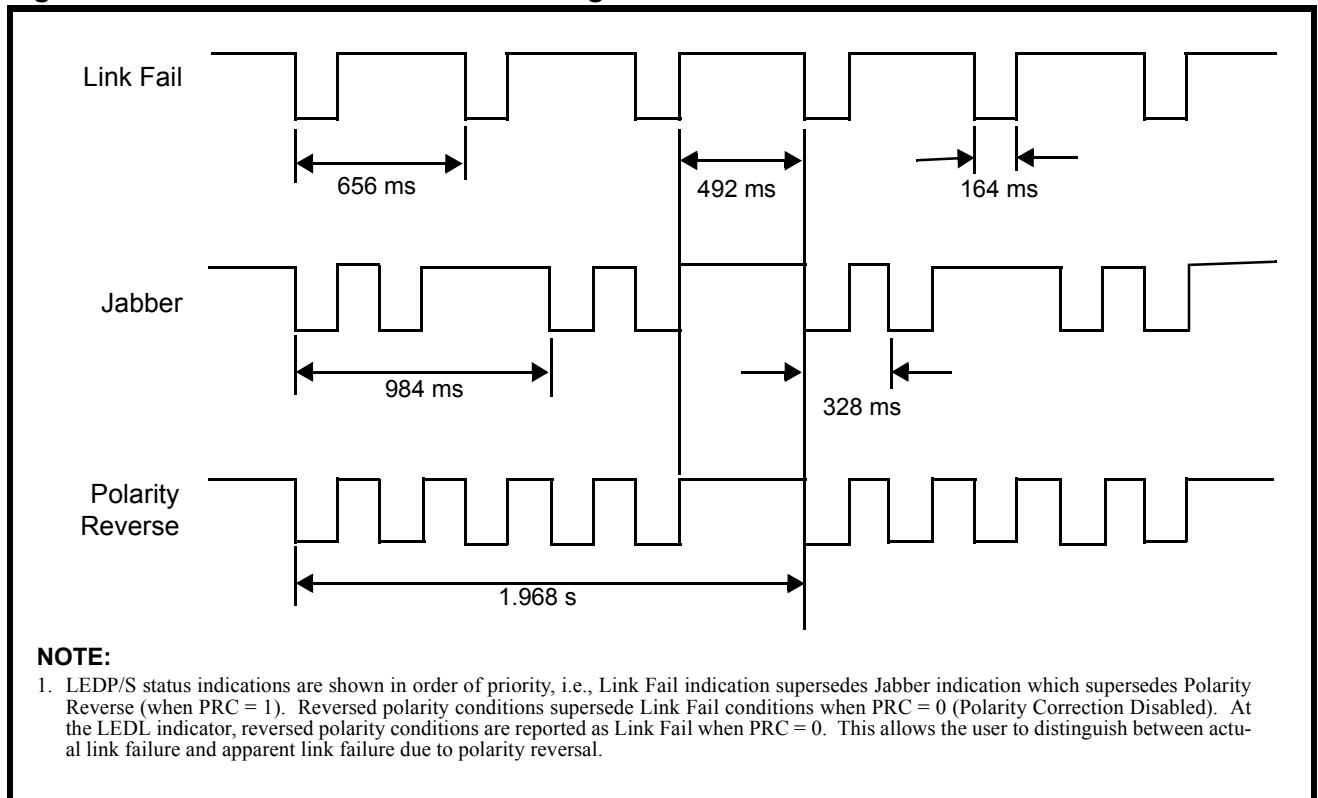 Link Fail
656 ms
492 ms
164 ms
Jabber
984 ms
328 ms
Polarity
Reverse
1.968 s
NOTE:
1. LEDP/S status indications are shown in order of priority, i.e., Link Fail indication supersedes Jabber indication which supersedes Polarity
Reverse (when PRC = 1). Reversed polarity conditions supersede Link Fail conditions when PRC = 0 (Polarity Correction Disabled). At
the LEDL indicator, reversed polarity conditions are reported as Link Fail when PRC = 0. This allows the user to distinguish between actu-
al link failure and apparent link failure due to polarity reversal.